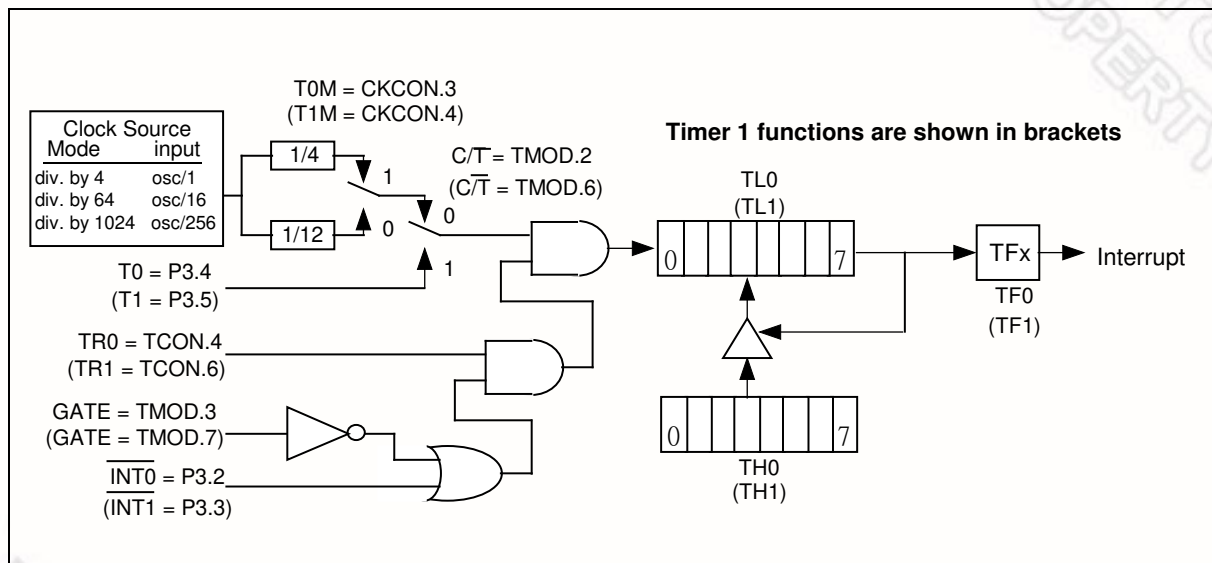 T0M = CKCON.3
(T1M = CKCON.4)
Clock Source
Mode input
div. by 4 osc/1
div. by 64 osc/16
div. by 1024 osc/256
1/4
1
0
1/12
C/T̅ = TMOD.2
(C/T̅ = TMOD.6)
0
1
T0 = P3.4
(T1 = P3.5)
TR0 = TCON.4
(TR1 = TCON.6)
GATE = TMOD.3
(GATE = TMOD.7)
I̅N̅T̅0̅ = P3.2
(I̅N̅T̅1̅ = P3.3)
Timer 1 functions are shown in brackets
TL0
(TL1)
0 7
TFx
Interrupt
TF0
(TF1)
0 7
TH0
(TH1)
OPERTY